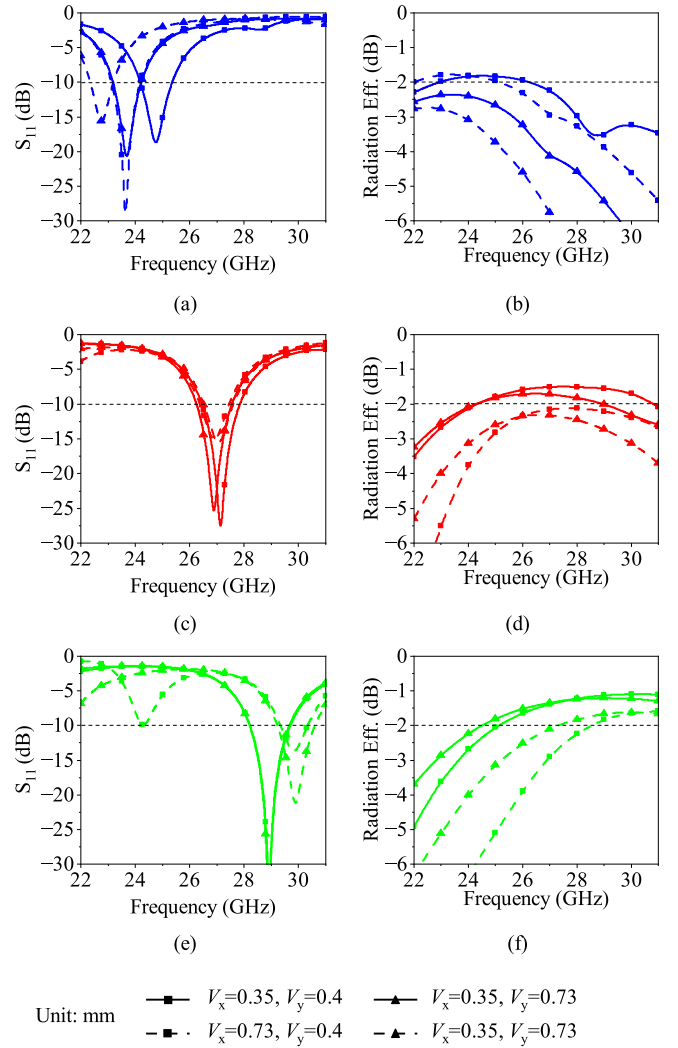 0
−5
−10
−15
−20
−25
−30
S11 (dB)
22 24 26 28 30
Frequency (GHz)
(a)
0
−1
−2
−3
−4
−5
−6
Radiation Eff. (dB)
22 24 26 28 30
Frequency (GHz)
(b)
0
−5
−10
−15
−20
−25
−30
S11 (dB)
22 24 26 28 30
Frequency (GHz)
(c)
0
−1
−2
−3
−4
−5
−6
Radiation Eff. (dB)
22 24 26 28 30
Frequency (GHz)
(d)
0
−5
−10
−15
−20
−25
−30
S11 (dB)
22 24 26 28 30
Frequency (GHz)
(e)
0
−1
−2
−3
−4
−5
−6
Radiation Eff. (dB)
22 24 26 28 30
Frequency (GHz)
(f)
Unit: mm
Vx=0.35, Vy=0.4
Vx=0.35, Vy=0.73
Vx=0.73, Vy=0.4
Vx=0.35, Vy=0.73